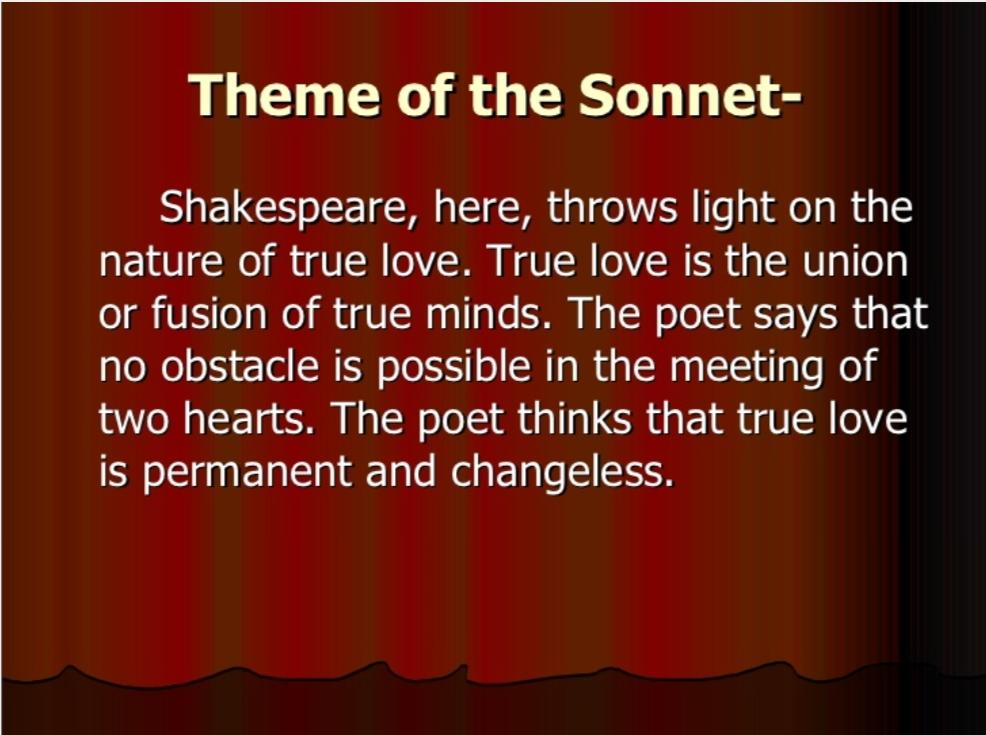 Theme of the Sonnet-
Shakespeare, here, throws light on the
nature of true love. True love is the union
or fusion of true minds. The poet says that
no obstacle is possible in the meeting of
two hearts. The poet thinks that true love
is permanent and changeless.